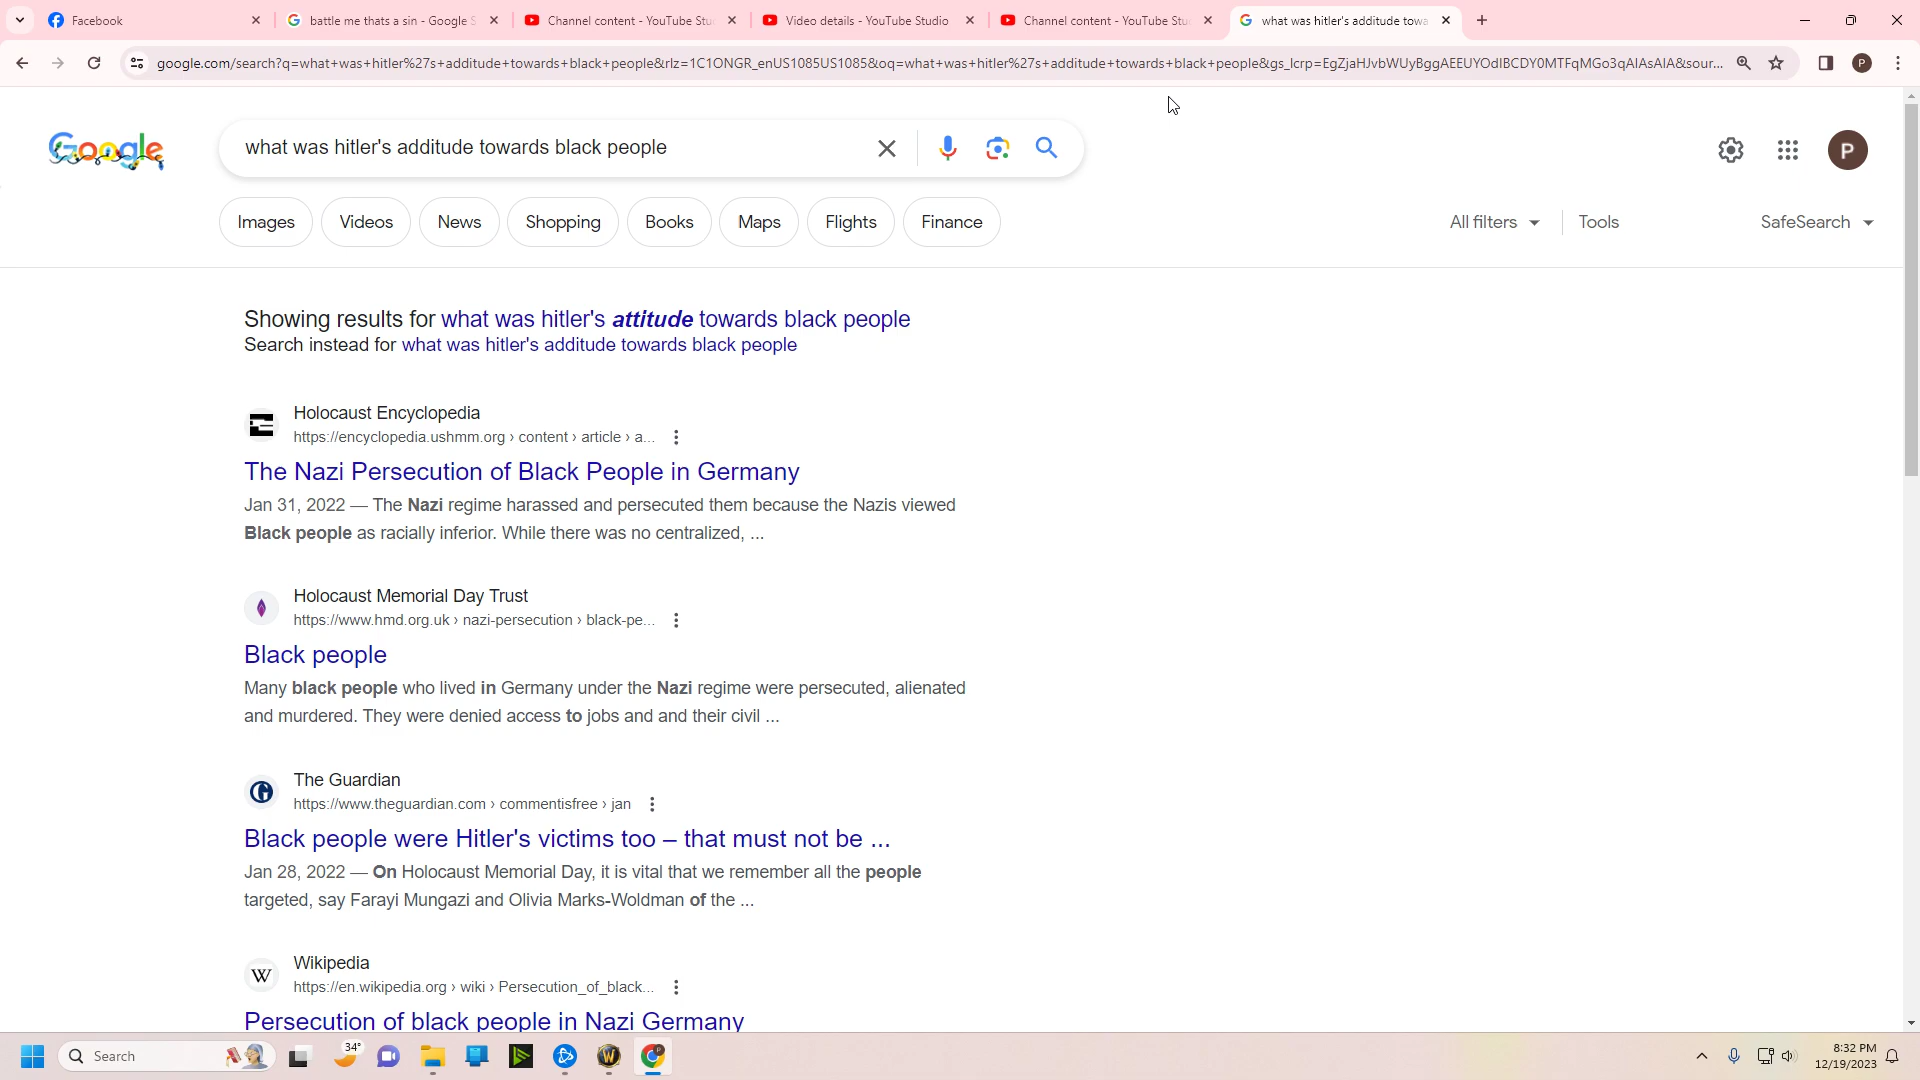 Facebook
battle me thats a sin - Google S
Channel content - YouTube Stu
Video details - YouTube Studio
Channel content - YouTube Stu
what was hitler's additude towa
google.com/search?q=what+was+hitler%27s+additude+towards+black+people&rlz=1C1ONGR_enUS1085US1085&oq=what+was+hitler%27s+additude+towards+black+people&gs_lcrp=EgZjaHJvbWUyBggAEEUYOdIBCDY0MTFqMGo3qAIAsAIA&sour...
P
Google
what was hitler's additude towards black people
P
Images
Videos
News
Shopping
Books
Maps
Flights
Finance
All filters
Tools
SafeSearch
Showing results for what was hitler's attitude towards black people
Search instead for what was hitler's additude towards black people
Holocaust Encyclopedia
https://encyclopedia.ushmm.org › content › article › a...
The Nazi Persecution of Black People in Germany
Jan 31, 2022 — The Nazi regime harassed and persecuted them because the Nazis viewed
Black people as racially inferior. While there was no centralized, ...
Holocaust Memorial Day Trust
https://www.hmd.org.uk › nazi-persecution › black-pe...
Black people
Many black people who lived in Germany under the Nazi regime were persecuted, alienated
and murdered. They were denied access to jobs and and their civil ...
The Guardian
https://www.theguardian.com › commentisfree › jan
Black people were Hitler's victims too – that must not be ...
Jan 28, 2022 — On Holocaust Memorial Day, it is vital that we remember all the people
targeted, say Farayi Mungazi and Olivia Marks-Woldman of the ...
W
Wikipedia
https://en.wikipedia.org › wiki › Persecution_of_black...
Persecution of black people in Nazi Germany
Search
34°
8:32 PM
12/19/2023